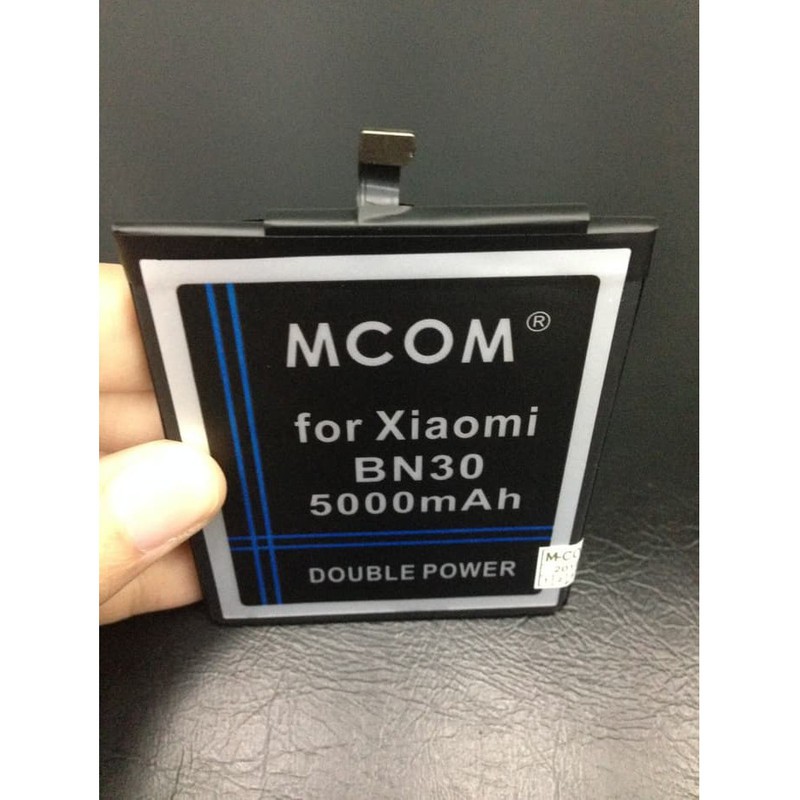 MCOM®
for Xiaomi
BN30
5000mAh
DOUBLE POWER